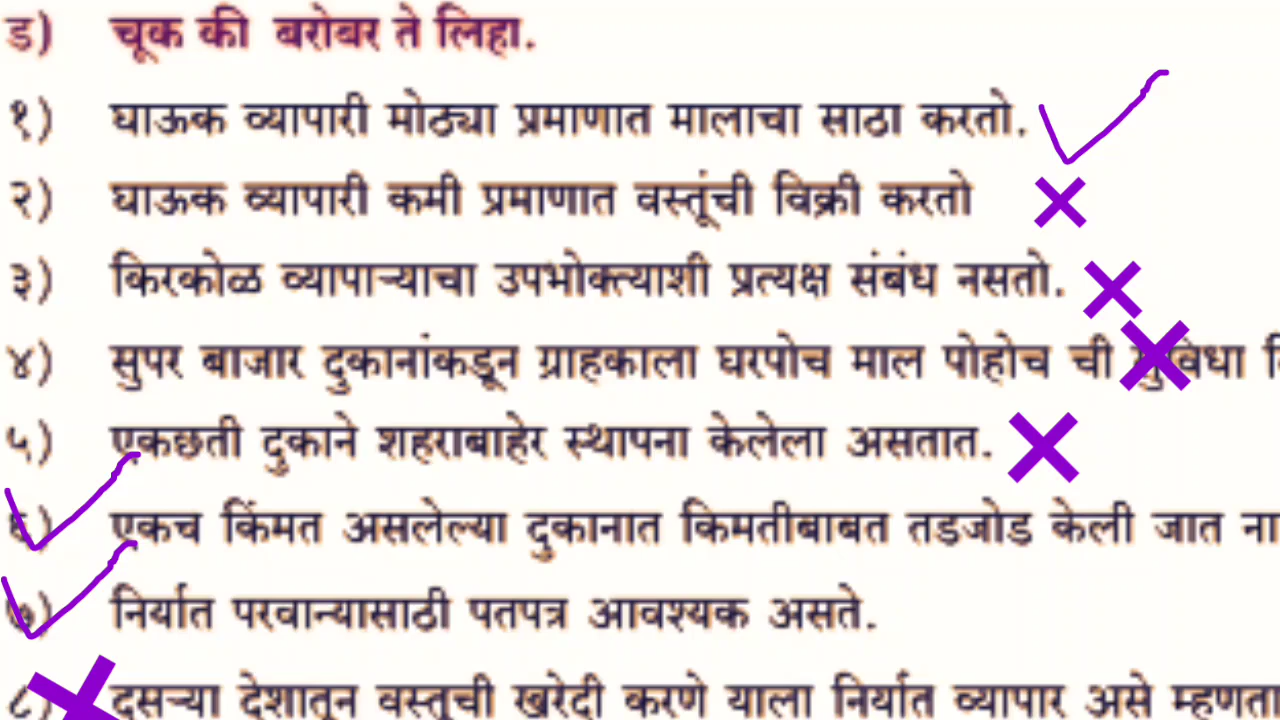 ड) चूक की बरोबर ते लिहा.
१) घाऊक व्यापारी मोठ्या प्रमाणात मालाचा साठा करतो.
२) घाऊक व्यापारी कमी प्रमाणात वस्तूंची विक्री करतो
३) किरकोळ व्यापाऱ्याचा उपभोक्त्याशी प्रत्यक्ष संबंध नसतो.
४) सुपर बाजार दुकानांकडून ग्राहकाला घरपोच माल पोहोच ची सुविधा
५) एकछती दुकाने शहराबाहेर स्थापना केलेला असतात.
६) एकच किंमत असलेल्या दुकानात किमतीबाबत तडजोड केली जात ना
७) निर्यात परवान्यासाठी पतपत्र आवश्यक असते.
८) दुसऱ्या देशातून वस्तूची खरेदी करणे याला निर्यात व्यापार असे म्हणता